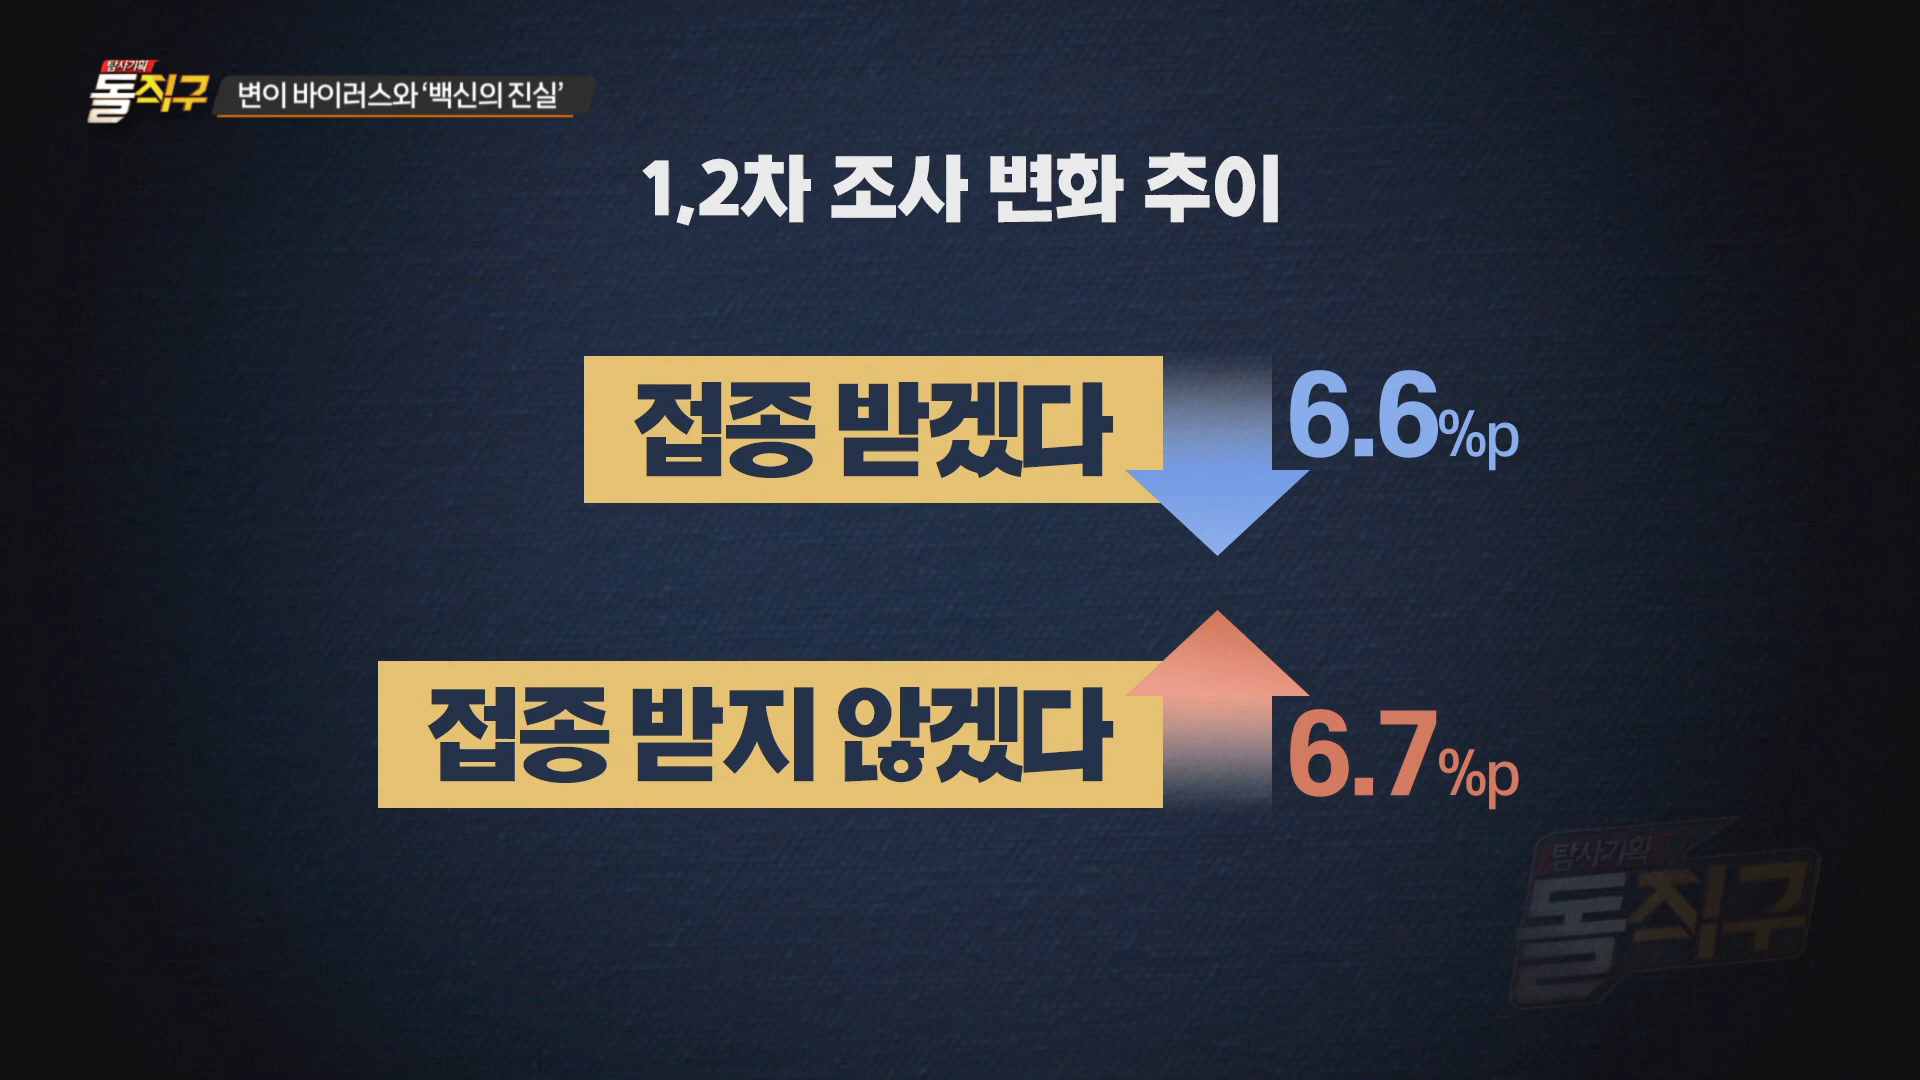 탐사기획
돌직구
변이 바이러스와 ‘백신의 진실’
1,2차 조사 변화 추이
접종 받겠다
6.6%p
접종 받지 않겠다
6.7%p
탐사기획
돌직구